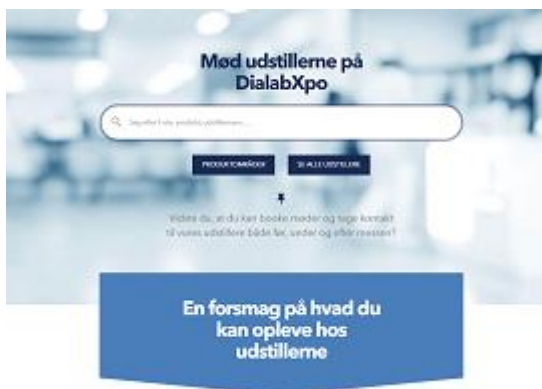 Mød udstillerne på
DialabXpo
PRODUKTOMRÅDER
SE ALLE UDSTILLERE
Vidste du, at du kan booke møder og tage kontakt
til vores udstillere både før, under og efter messen?
En forsmag på hvad du
kan opleve hos
udstillerne